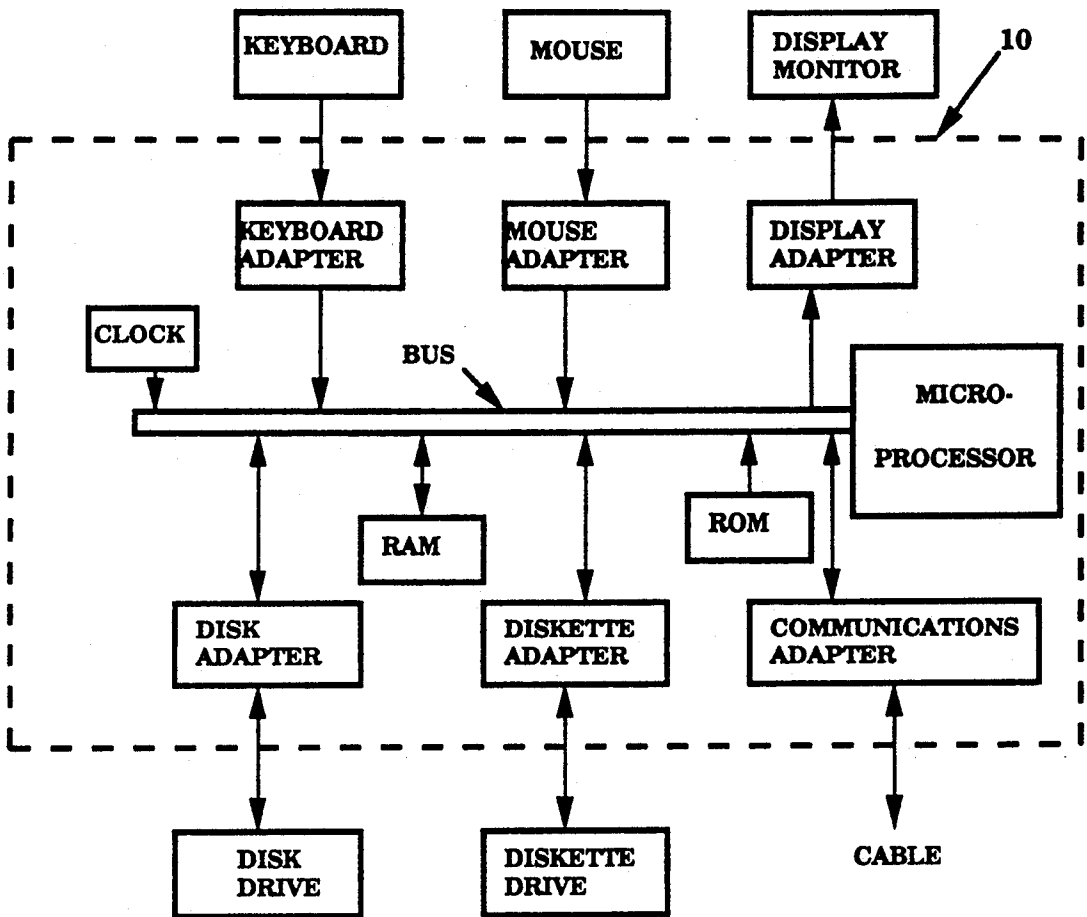 KEYBOARD
MOUSE
DISPLAY
MONITOR
10
KEYBOARD
ADAPTER
MOUSE
ADAPTER
DISPLAY
ADAPTER
CLOCK
BUS
MICRO-
PROCESSOR
RAM
ROM
DISK
ADAPTER
DISKETTE
ADAPTER
COMMUNICATIONS
ADAPTER
DISK
DRIVE
DISKETTE
DRIVE
CABLE